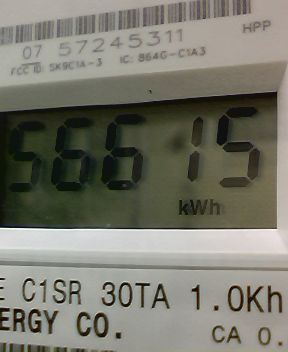 07 57245311
HPP
FCC ID: SK9C1A-3 IC: 864G-C1A3
56615
kWh
E C1SR 30TA 1.0Kh
ERGY CO.
CA 0.